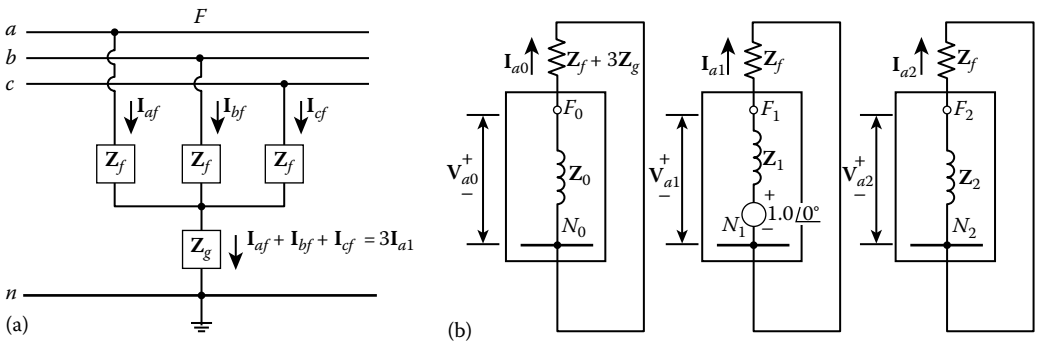 a
F
b
c
I_af
I_bf
I_cf
Z_f
Z_f
Z_f
Z_g
I_af + I_bf + I_cf = 3I_a1
n
(a)
I_a0
Z_f + 3Z_g
F_0
V_a0
+
–
Z_0
N_0
I_a1
Z_f
F_1
V_a1
+
–
Z_1
+
1.0/0°
–
N_1
I_a2
Z_f
F_2
V_a2
+
–
Z_2
N_2
(b)